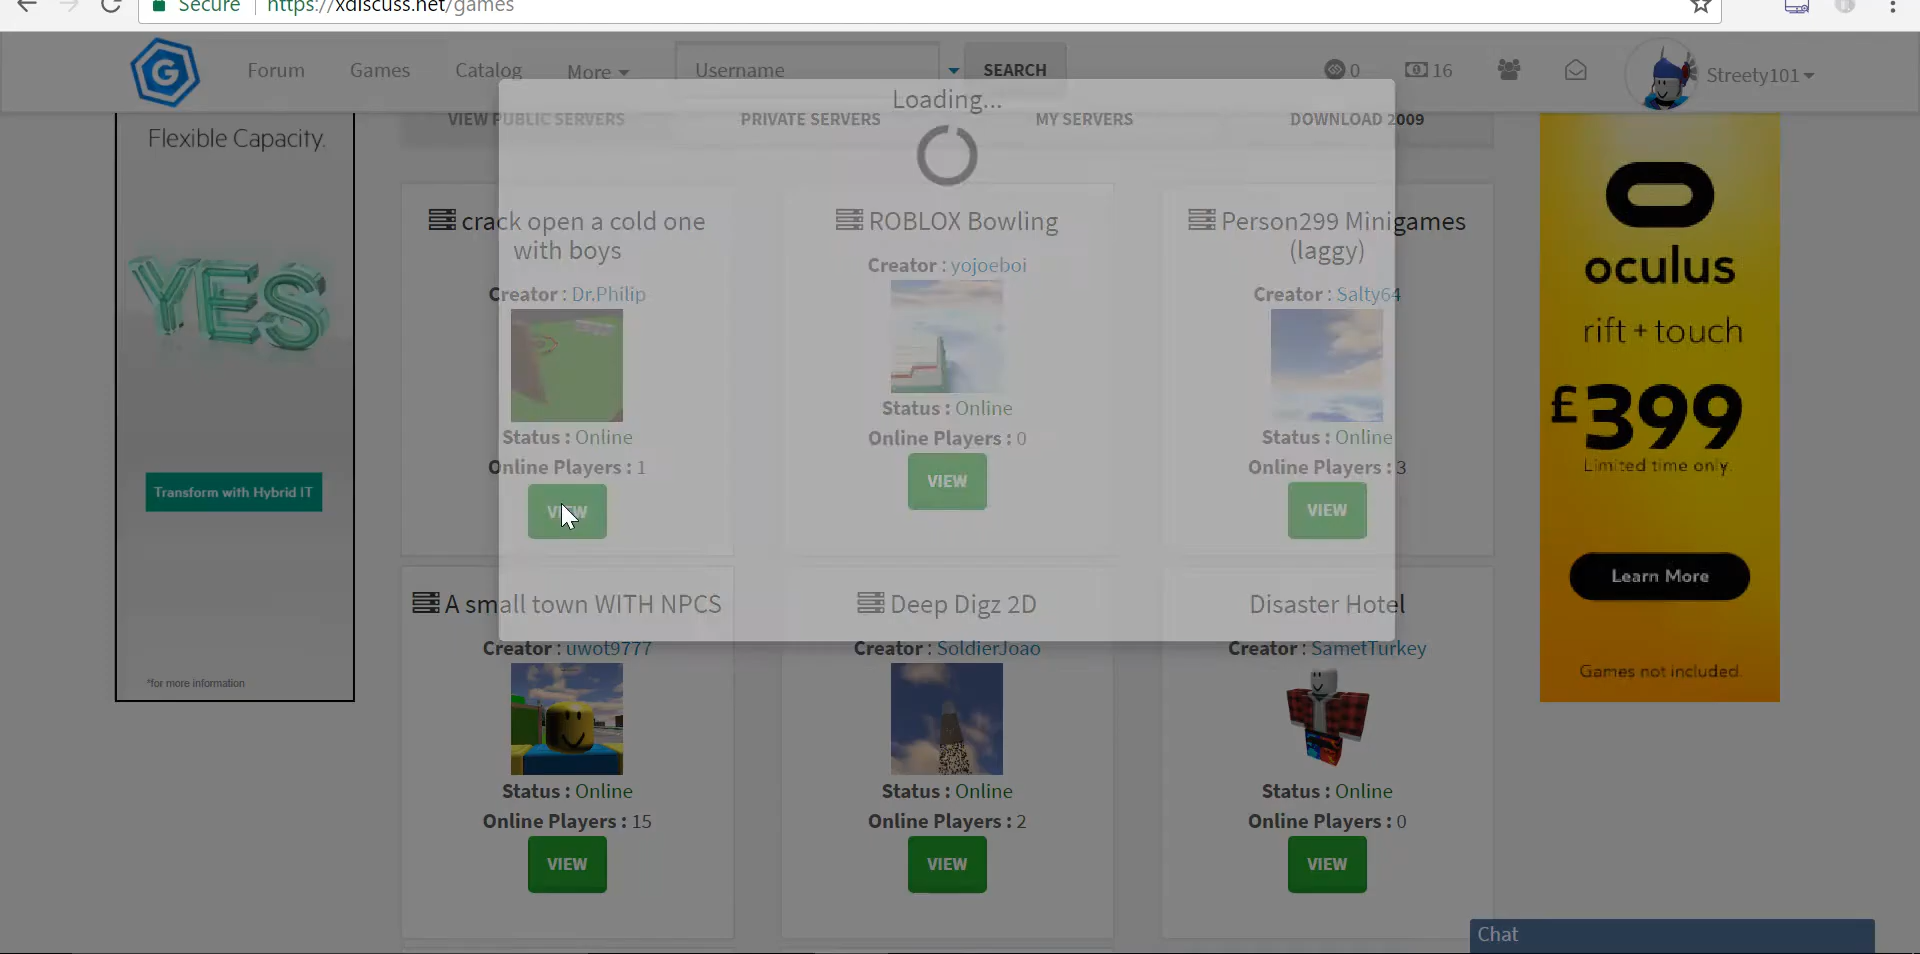 Secure https://xdiscuss.net/games
G Forum Games Catalog More Username SEARCH 0 16 Streety101
Loading...
VIEW PUBLIC SERVERS PRIVATE SERVERS MY SERVERS DOWNLOAD 2009
Flexible Capacity.
YES
Transform with Hybrid IT
*for more information
crack open a cold one
with boys
Creator : Dr.Philip
Status : Online
Online Players : 1
VIEW
ROBLOX Bowling
Creator : yojoeboi
Status : Online
Online Players : 0
VIEW
Person299 Minigames
(laggy)
Creator : Salty64
Status : Online
Online Players : 3
VIEW
A small town WITH NPCS
Creator : uwot9777
Status : Online
Online Players : 15
VIEW
Deep Digz 2D
Creator : SoldierJoao
Status : Online
Online Players : 2
VIEW
Disaster Hotel
Creator : SametTurkey
Status : Online
Online Players : 0
VIEW
oculus
rift + touch
£399
Limited time only.
Learn More
Games not included.
Chat